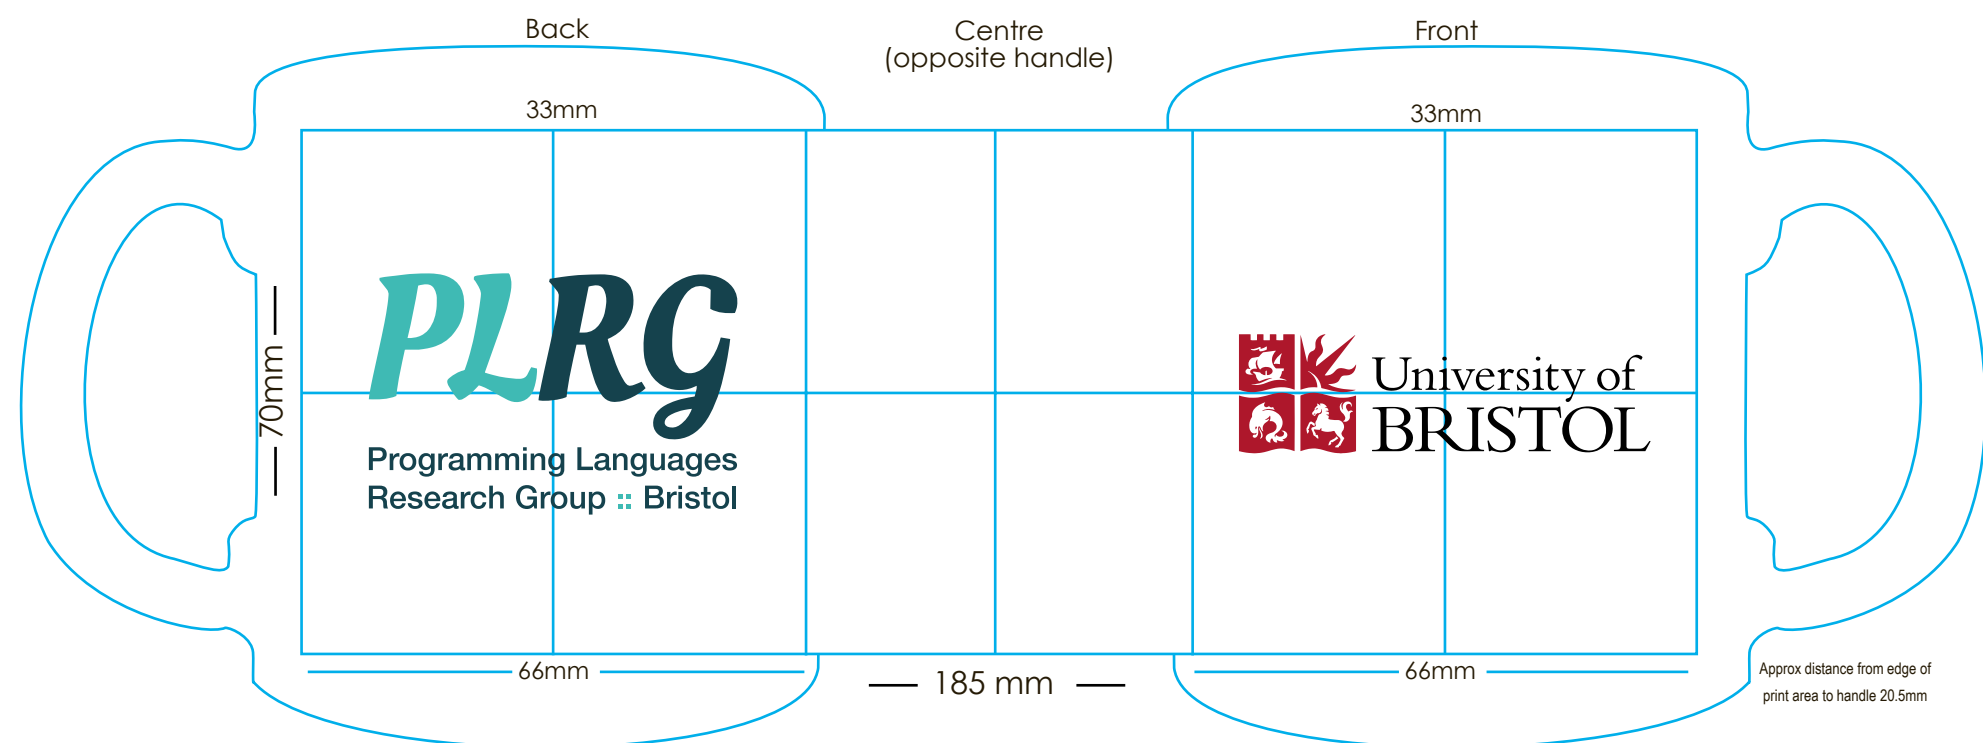 Back
Centre
(opposite handle)
Front
33mm
33mm
70mm
PLRG
Programming Languages
Research Group :: Bristol
University of
BRISTOL
66mm
185 mm
66mm
Approx distance from edge of
print area to handle 20.5mm